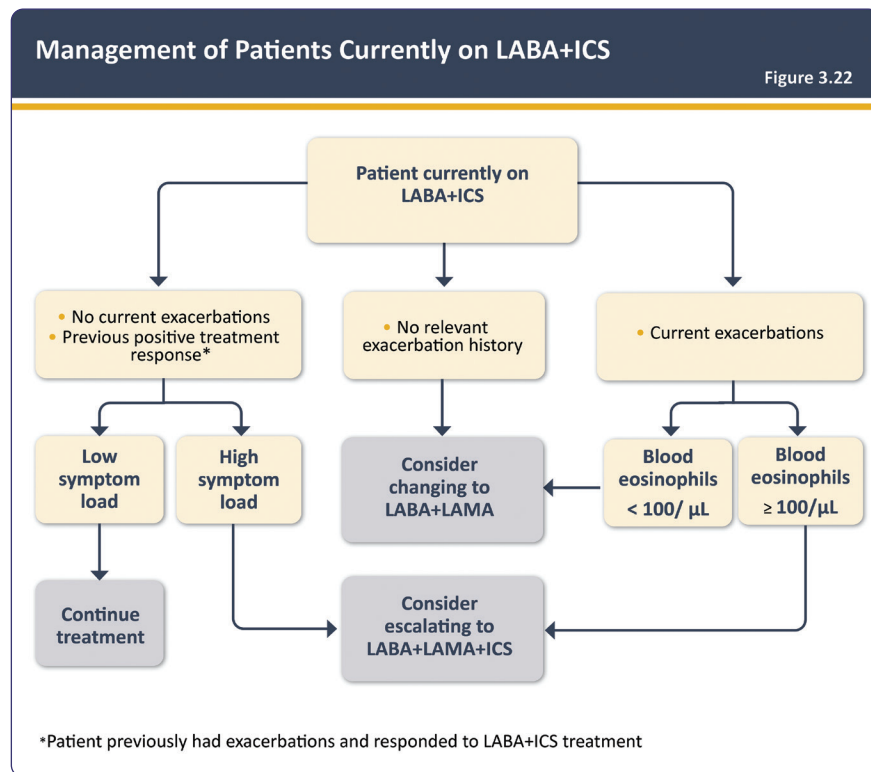 Management of Patients Currently on LABA+ICS
Figure 3.22
Patient currently on
LABA+ICS
• No current exacerbations
• Previous positive treatment
response*
• No relevant
exacerbation history
• Current exacerbations
Low
symptom
load
High
symptom
load
Consider
changing to
LABA+LAMA
Blood
eosinophils
< 100/ µL
Blood
eosinophils
≥ 100/µL
Continue
treatment
Consider
escalating to
LABA+LAMA+ICS
*Patient previously had exacerbations and responded to LABA+ICS treatment